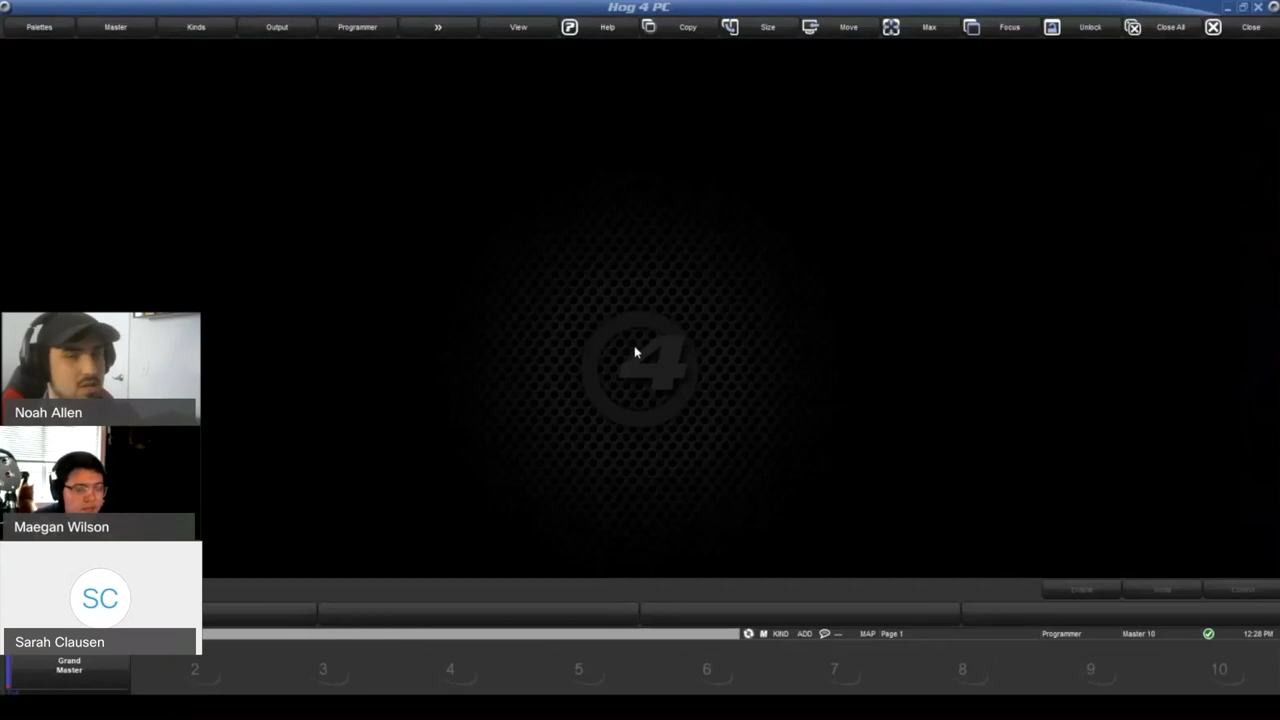 Hog 4 PC
Palettes Master Kinds Output Programmer » View ? Help Copy Size Move Max Focus Unlock Close All Close
4
Noah Allen
Maegan Wilson
SC
Sarah Clausen
M KIND ADD — MAP Page 1 Programmer Master 10 12:28 PM
Grand
Master
2 3 4 5 6 7 8 9 10